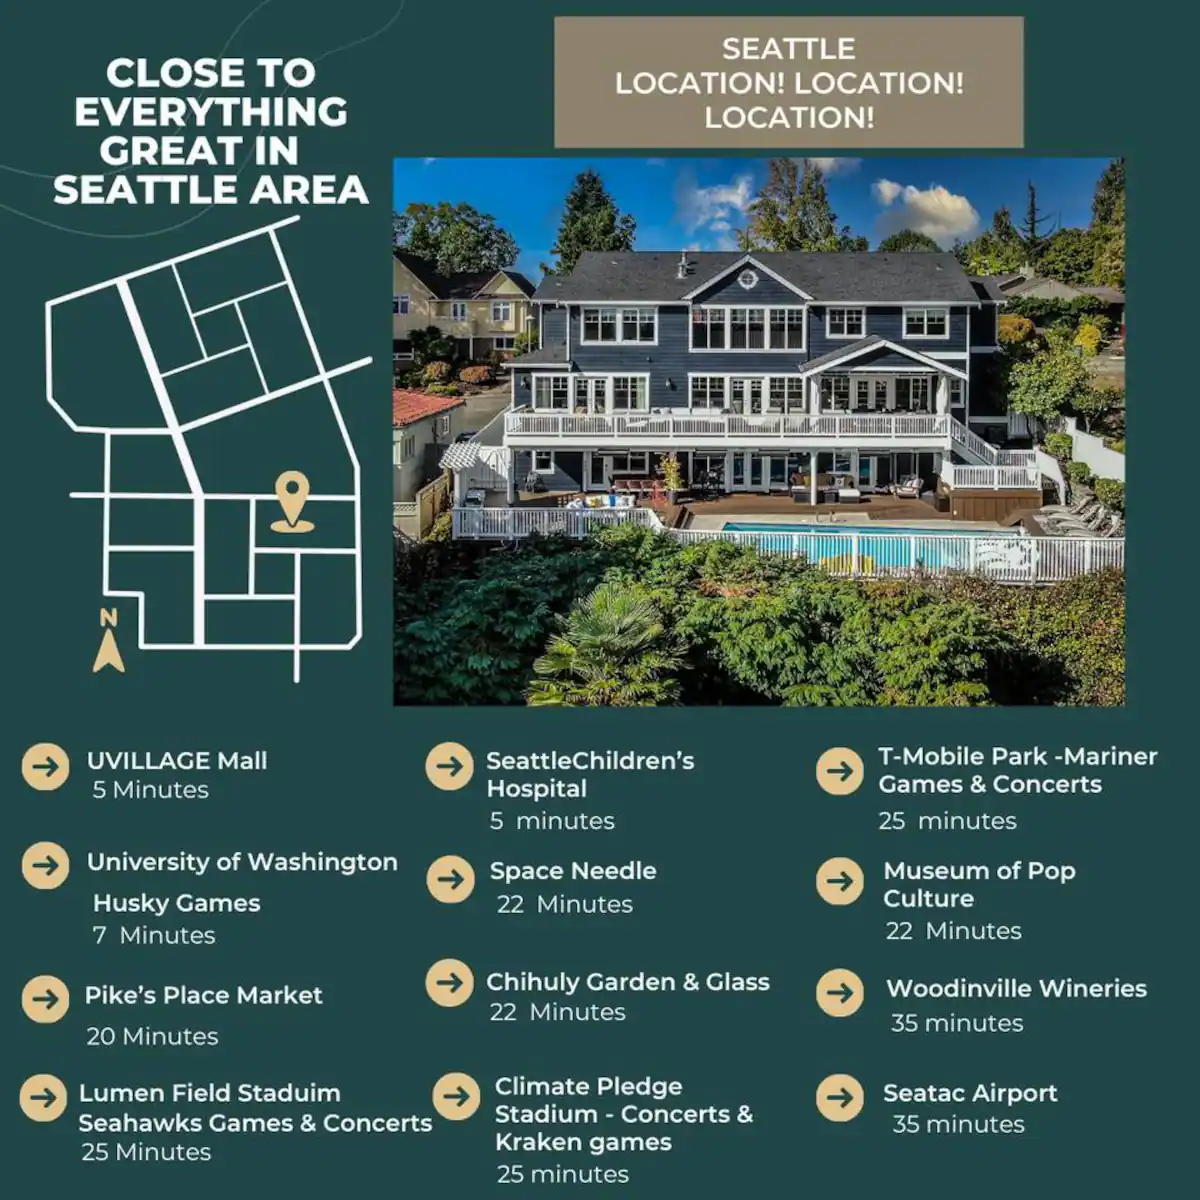 CLOSE TO
EVERYTHING
GREAT IN
SEATTLE AREA
SEATTLE
LOCATION! LOCATION!
LOCATION!
N
UVILLAGE Mall
5 Minutes
University of Washington
Husky Games
7 Minutes
Pike's Place Market
20 Minutes
Lumen Field Staduim
Seahawks Games & Concerts
25 Minutes
SeattleChildren's
Hospital
5 minutes
Space Needle
22 Minutes
Chihuly Garden & Glass
22 Minutes
Climate Pledge
Stadium - Concerts &
Kraken games
25 minutes
T-Mobile Park -Mariner
Games & Concerts
25 minutes
Museum of Pop
Culture
22 Minutes
Woodinville Wineries
35 minutes
Seatac Airport
35 minutes